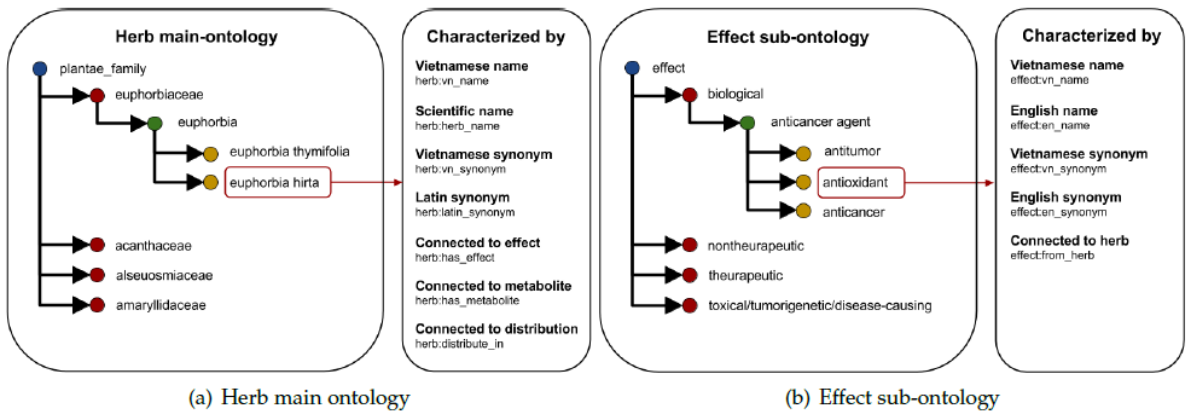 Herb main-ontology
plantae_family
euphorbiaceae
euphorbia
euphorbia thymifolia
euphorbia hirta
acanthaceae
alseuosmiaceae
amaryllidaceae
Characterized by
Vietnamese name
herb:vn_name
Scientific name
herb:herb_name
Vietnamese synonym
herb:vn_synonym
Latin synonym
herb:latin_synonym
Connected to effect
herb:has_effect
Connected to metabolite
herb:has_metabolite
Connected to distribution
herb:distribute_in
(a) Herb main ontology
Effect sub-ontology
effect
biological
anticancer agent
antitumor
antioxidant
anticancer
nontheurapeutic
theurapeutic
toxical/tumorigenetic/disease-causing
Characterized by
Vietnamese name
effect:vn_name
English name
effect:en_name
Vietnamese synonym
effect:vn_synonym
English synonym
effect:en_synonym
Connected to herb
effect:from_herb
(b) Effect sub-ontology